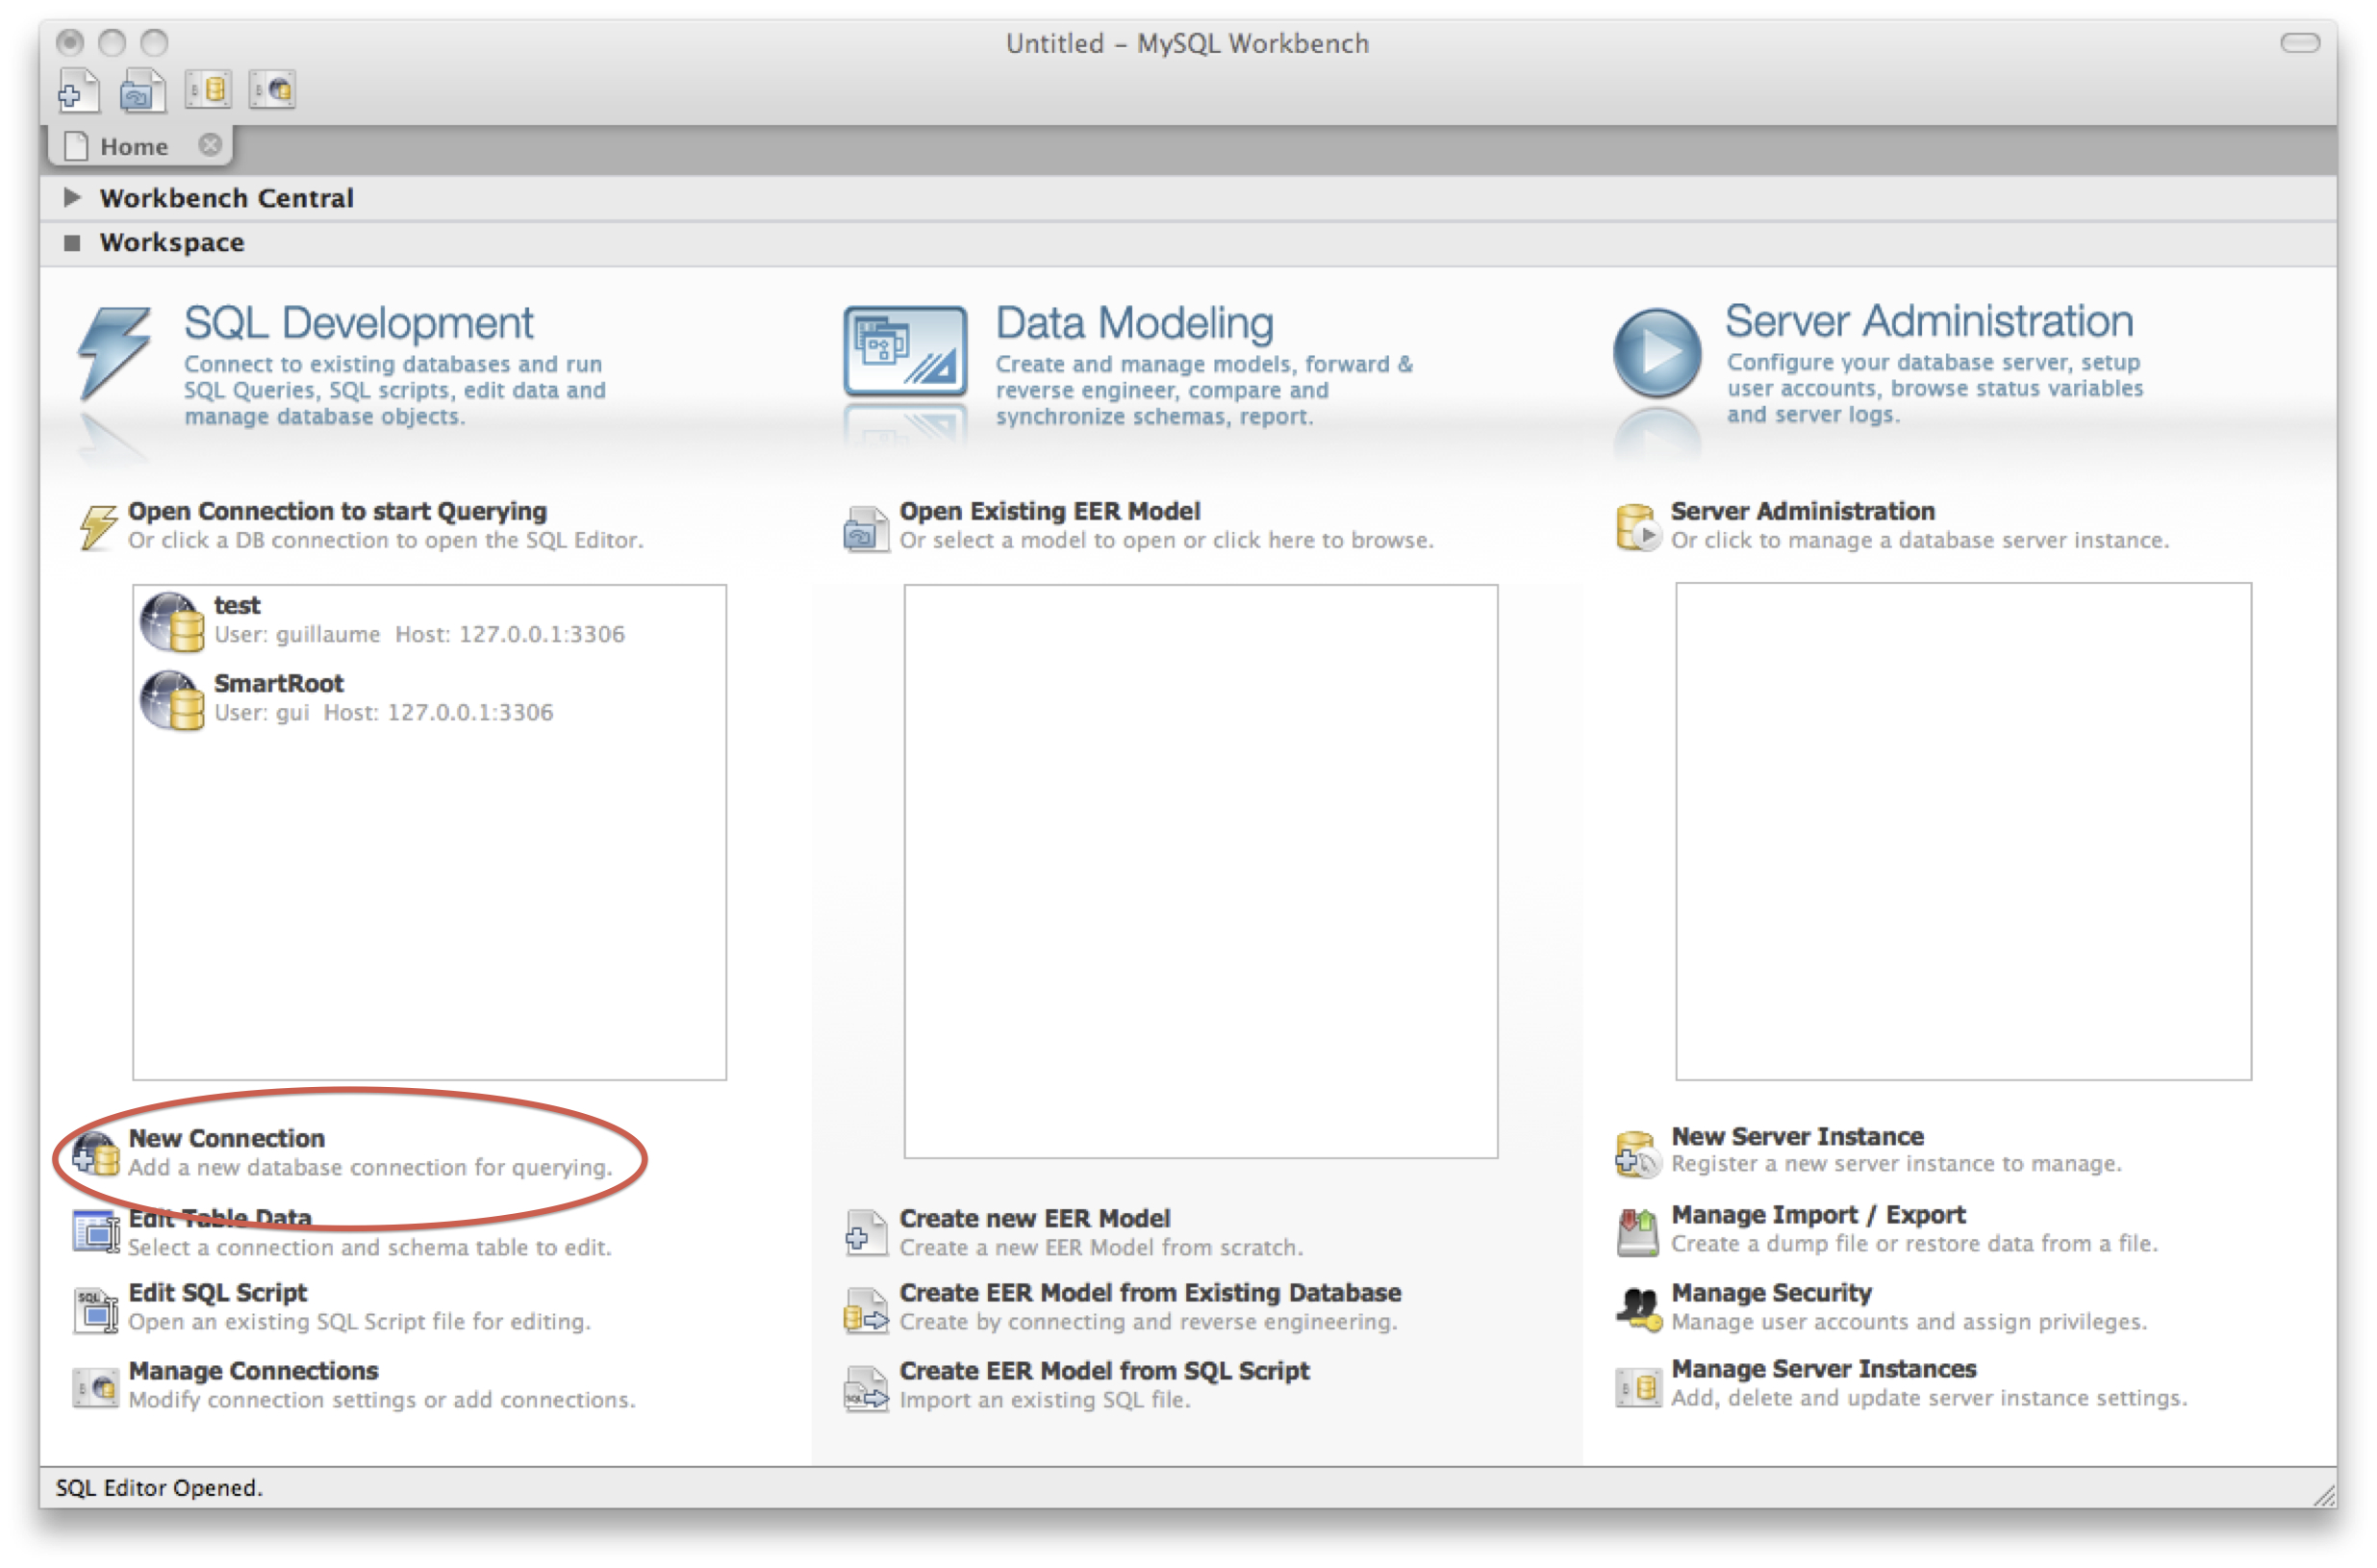 Untitled – MySQL Workbench
Home
Workbench Central
Workspace
SQL Development
Connect to existing databases and run
SQL Queries, SQL scripts, edit data and
manage database objects.
Open Connection to start Querying
Or click a DB connection to open the SQL Editor.
test
User: guillaume Host: 127.0.0.1:3306
SmartRoot
User: gui Host: 127.0.0.1:3306
New Connection
Add a new database connection for querying.
Edit Table Data
Select a connection and schema table to edit.
Edit SQL Script
Open an existing SQL Script file for editing.
Manage Connections
Modify connection settings or add connections.
Data Modeling
Create and manage models, forward &
reverse engineer, compare and
synchronize schemas, report.
Open Existing EER Model
Or select a model to open or click here to browse.
Create new EER Model
Create a new EER Model from scratch.
Create EER Model from Existing Database
Create by connecting and reverse engineering.
Create EER Model from SQL Script
Import an existing SQL file.
Server Administration
Configure your database server, setup
user accounts, browse status variables
and server logs.
Server Administration
Or click to manage a database server instance.
New Server Instance
Register a new server instance to manage.
Manage Import / Export
Create a dump file or restore data from a file.
Manage Security
Manage user accounts and assign privileges.
Manage Server Instances
Add, delete and update server instance settings.
SQL Editor Opened.